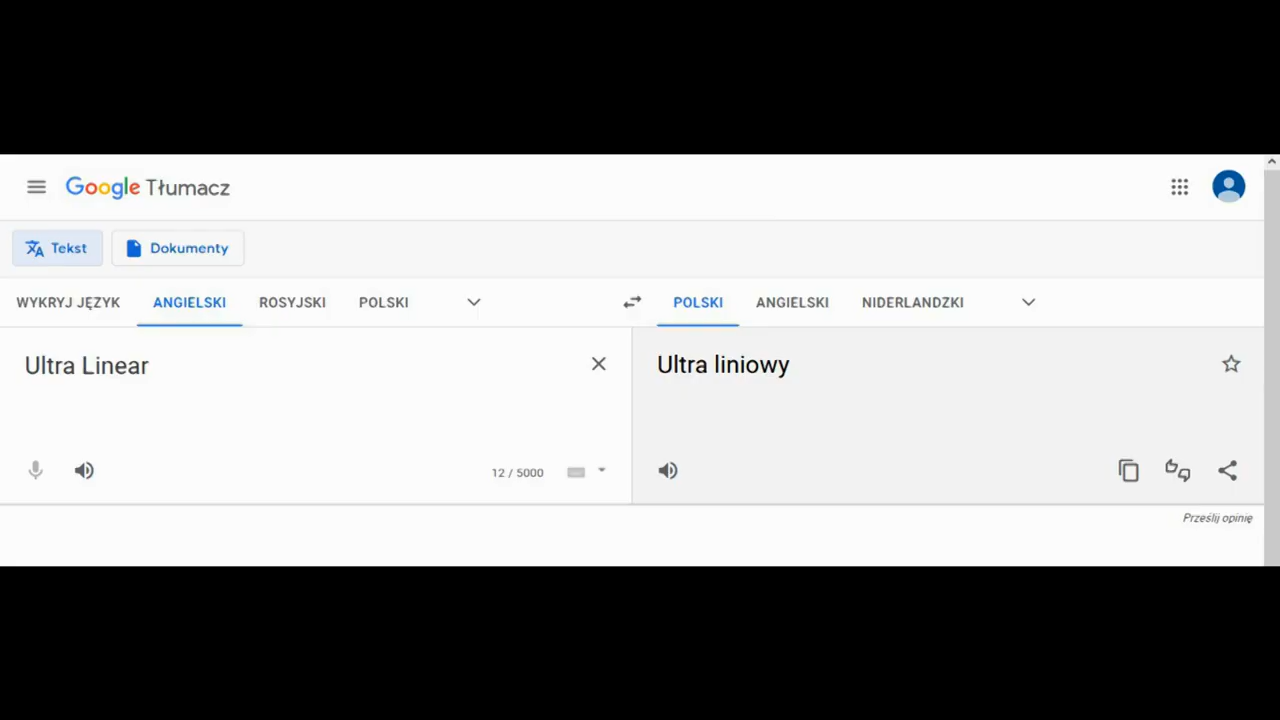 Google Tłumacz
Tekst Dokumenty
WYKRYJ JĘZYK ANGIELSKI ROSYJSKI POLSKI POLSKI ANGIELSKI NIDERLANDZKI
Ultra Linear Ultra liniowy
12 / 5000
Prześlij opinię